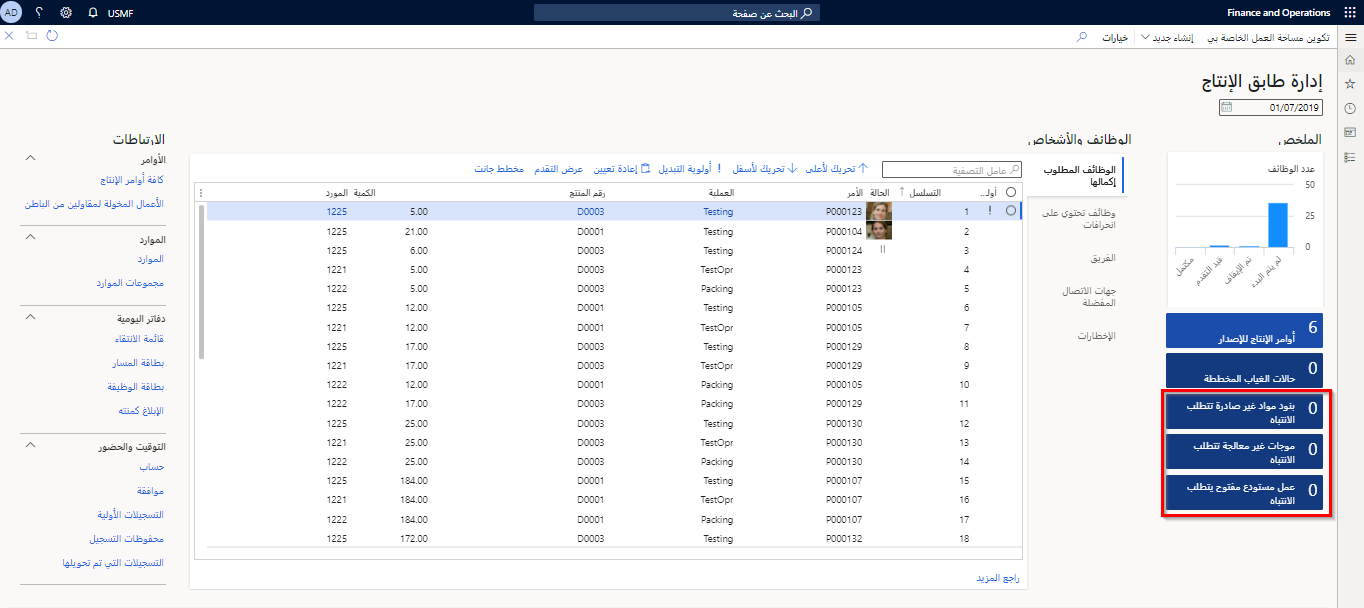 Finance and Operations
البحث عن صفحة
USMF
AD
تكوين مساحة العمل الخاصة بي
إنشاء جديد
خيارات
إدارة طابق الإنتاج
01/07/2019
الملخص
عدد الوظائف
50
25
0
لم يتم البدء
تم الإيقاف
قيد التقدم
مكتمل
6
أوامر الإنتاج للإصدار
0
حالات الغياب المخططة
0
بنود مواد غير صادرة تتطلب
الانتباه
0
موجات غير معالجة تتطلب
الانتباه
0
عمل مستودع مفتوح يتطلب
الانتباه
الوظائف والأشخاص
الوظائف المطلوب
إكمالها
وظائف تحتوي على
انحرافات
الفريق
جهات الاتصال
المفضلة
الإخطارات
عامل التصفية
تحريك لأعلى
تحريك لأسفل
أولوية التبديل
إعادة تعيين
عرض التقدم
مخطط جانت
أولـ... التسلسل الحالة الأمر العملية رقم المنتج الكمية المورد
! 1 P000123 Testing D0003 5.00 1225
2 P000104 Testing D0001 21.00 1225
3 P000124 Testing D0003 6.00 1225
4 P000123 TestOpr D0003 5.00 1221
5 P000123 Packing D0003 5.00 1222
6 P000105 Testing D0001 12.00 1225
7 P000105 TestOpr D0001 12.00 1221
8 P000129 Testing D0003 17.00 1225
9 P000129 TestOpr D0003 17.00 1221
10 P000105 Packing D0001 12.00 1222
11 P000129 Packing D0003 17.00 1222
12 P000130 Testing D0003 25.00 1225
13 P000130 TestOpr D0003 25.00 1221
14 P000130 Packing D0003 25.00 1222
15 P000107 Testing D0001 184.00 1225
16 P000107 TestOpr D0001 184.00 1221
17 P000107 Packing D0001 184.00 1222
18 P000132 Testing D0003 172.00 1225
راجع المزيد
الارتباطات
الأوامر
كافة أوامر الإنتاج
الأعمال المخولة لمقاولين من الباطن
الموارد
الموارد
مجموعات الموارد
دفاتر اليومية
قائمة الانتقاء
بطاقة المسار
بطاقة الوظيفة
الإبلاغ كمنته
التوقيت والحضور
حساب
موافقة
التسجيلات الأولية
محفوظات التسجيل
التسجيلات التي تم تحويلها